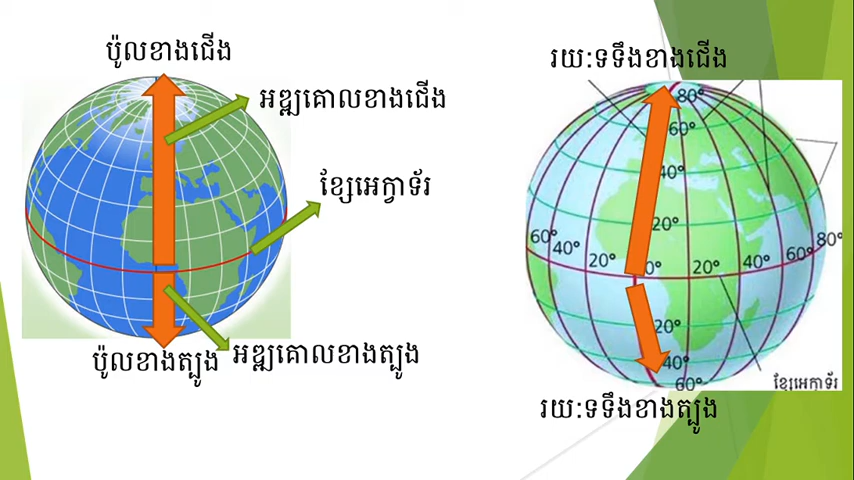 ប៉ូលខាងជើង
អឌ្ឍគោលខាងជើង
ខ្សែអេក្វាទ័រ
ប៉ូលខាងត្បូង
អឌ្ឍគោលខាងត្បូង
រយៈទទឹងខាងជើង
80°
60°
40°
20°
60° 40° 20° 0° 20° 40° 60° 80°
20°
40°
60°
ខ្សែអេក្វាទ័រ
រយៈទទឹងខាងត្បូង